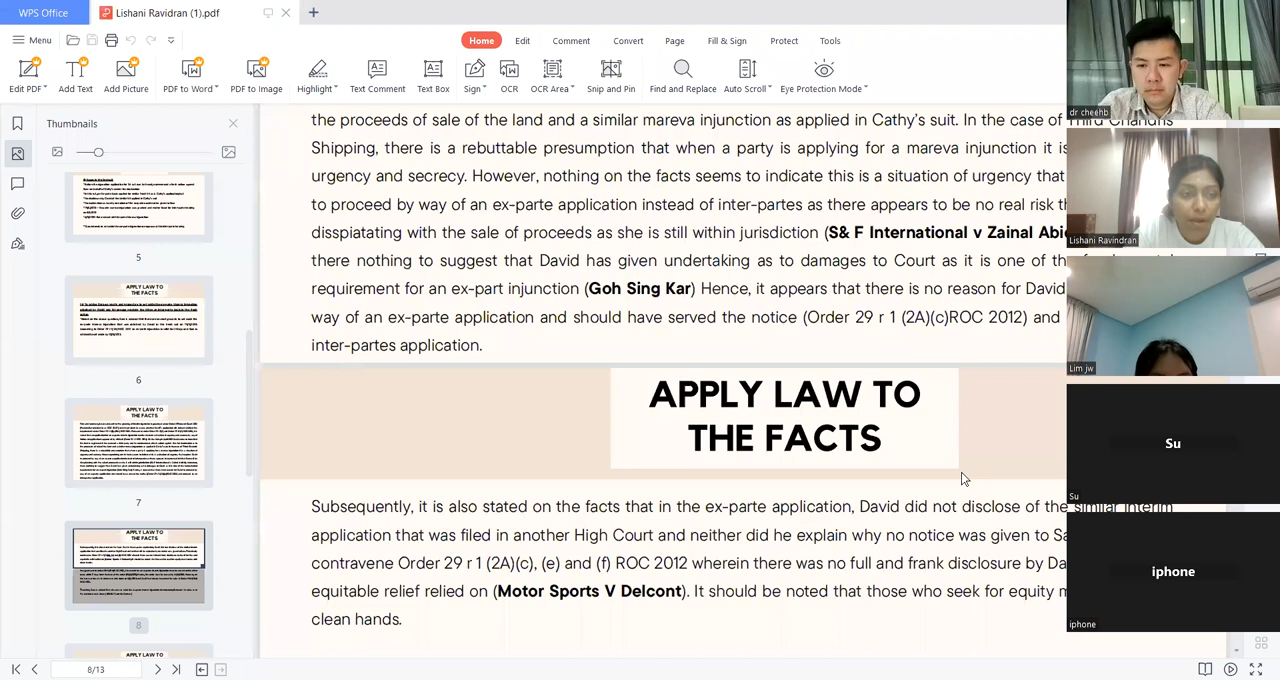 WPS Office
Lishani Ravidran (1).pdf
Menu
Home
Edit
Comment
Convert
Page
Fill & Sign
Protect
Tools
Edit PDF
Add Text
Add Picture
PDF to Word
PDF to Image
Highlight
Text Comment
Text Box
Sign
OCR
OCR Area
Snip and Pin
Find and Replace
Auto Scroll
Eye Protection Mode
Thumbnails
5
APPLY LAW TO
THE FACTS
6
APPLY LAW TO
THE FACTS
7
APPLY LAW TO
THE FACTS
8
APPLY LAW TO
the proceeds of sale of the land and a similar mareva injunction as applied in Cathy's suit. In the case of Third Chandris
Shipping, there is a rebuttable presumption that when a party is applying for a mareva injunction it is
urgency and secrecy. However, nothing on the facts seems to indicate this is a situation of urgency that
to proceed by way of an ex-parte application instead of inter-parte as there appears to be no real risk
disspiatating with the sale of proceeds as she is still within jurisdiction (S& F International v Zainal
there nothing to suggest that David has given undertaking as to damages to Court as it is one of
requirement for an ex-part injunction (Goh Sing Kar) Hence, it appears that there is no reason for David
way of an ex-parte application and should have served the notice (Order 29 r 1 (2A)(c)ROC 2012) and
inter-partes application.
APPLY LAW TO
THE FACTS
Subsequently, it is also stated on the facts that in the ex-parte application, David did not disclose of the similar interim
application that was filed in another High Court and neither did he explain why no notice was given to
contravene Order 29 r 1 (2A)(c), (e) and (f) ROC 2012 wherein there was no full and frank disclosure by
equitable relief relied on (Motor Sports V Delcont). It should be noted that those who seek for equity
clean hands.
8/13
dr cheehb
Lishani Ravindran
Lim jw
Su
Su
iphone
iphone